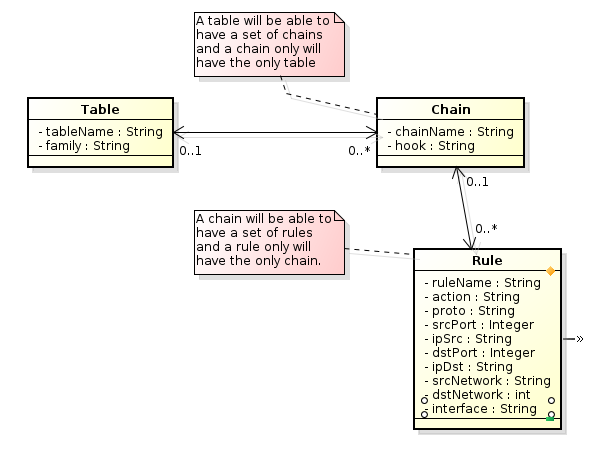 A table will be able to
have a set of chains
and a chain only will
have the only table
Table
- tableName : String
- family : String
Chain
- chainName : String
- hook : String
0..1
0..*
0..1
0..*
A chain will be able to
have a set of rules
and a rule only will
have the only chain.
Rule
- ruleName : String
- action : String
- proto : String
- srcPort : Integer
- ipSrc : String
- dstPort : Integer
- ipDst : String
- srcNetwork : String
- dstNetwork : int
- interface : String
»